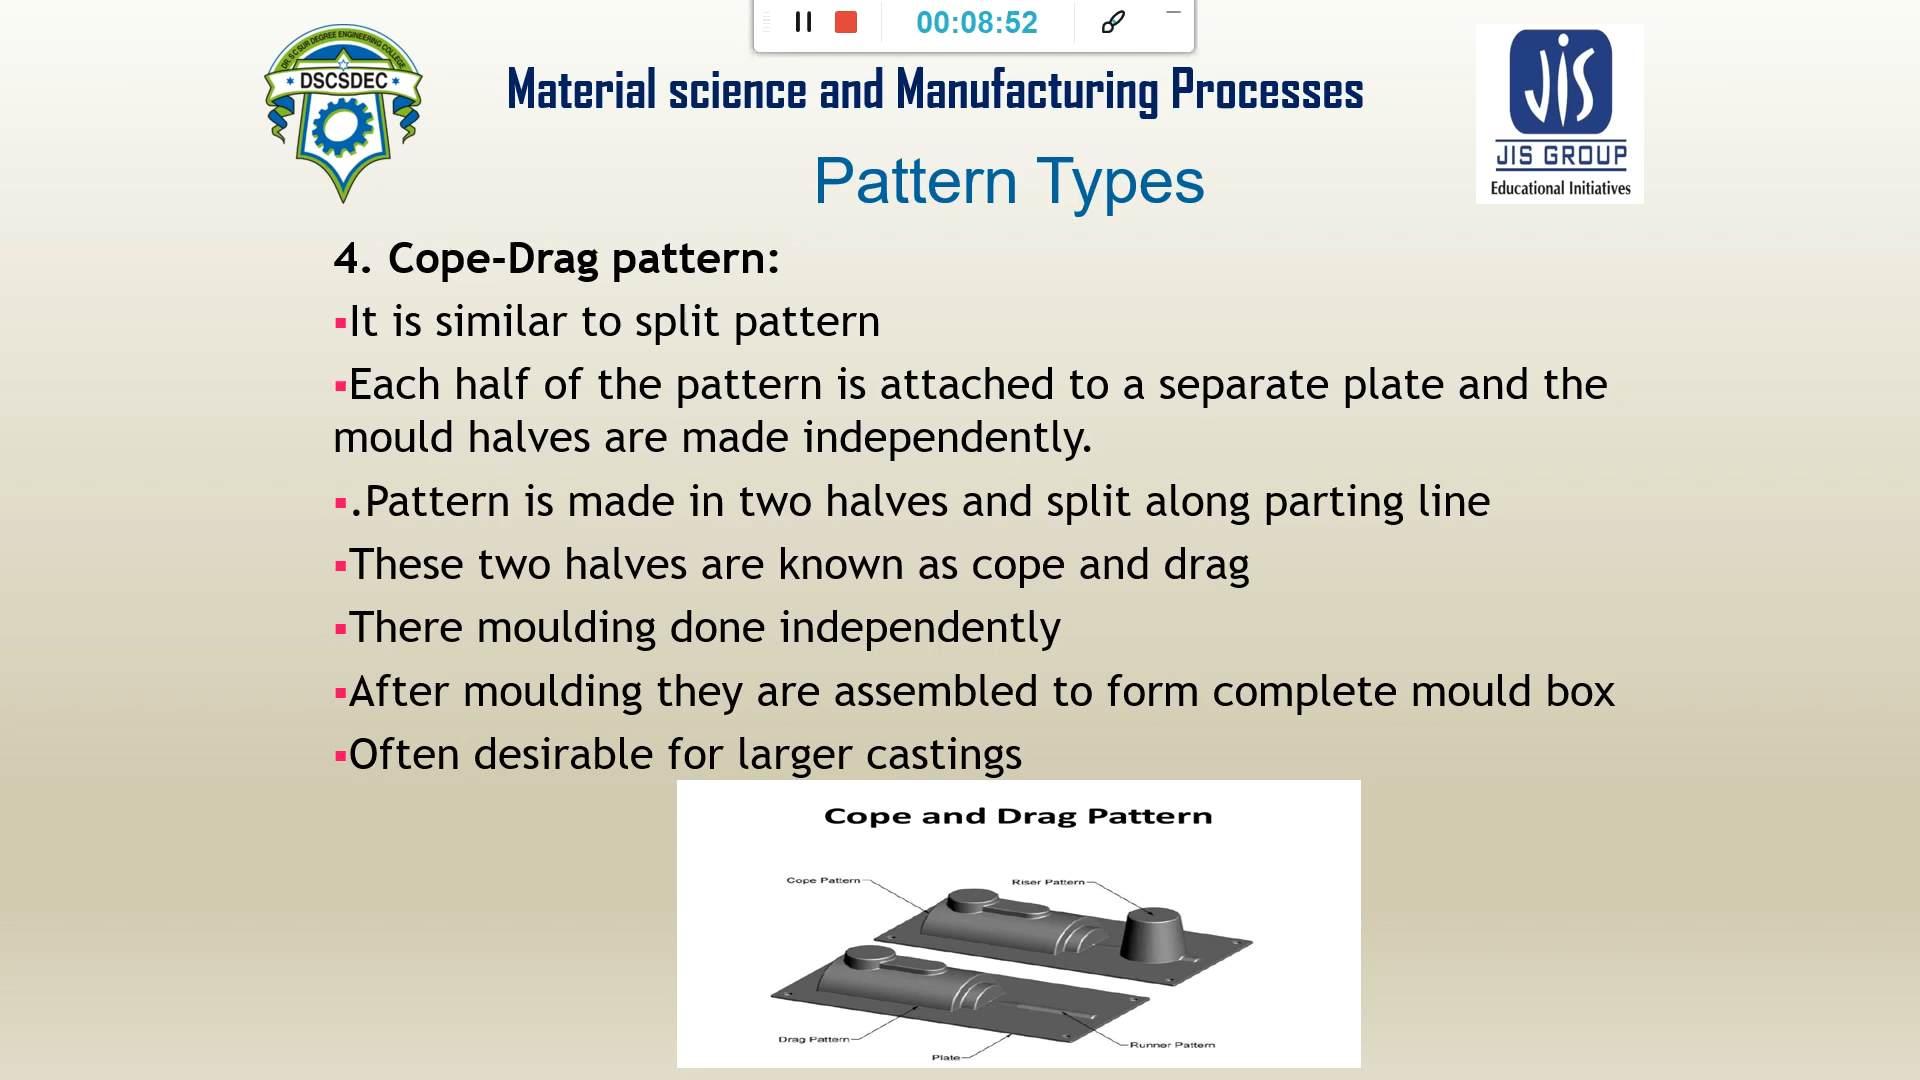 00:08:52
DR. S C SUR DEGREE ENGINEERING COLLEGE
DSCSDEC
Material science and Manufacturing Processes
JIS
JIS GROUP
Educational Initiatives
Pattern Types
4. Cope-Drag pattern:
▪It is similar to split pattern
▪Each half of the pattern is attached to a separate plate and the
mould halves are made independently.
▪.Pattern is made in two halves and split along parting line
▪These two halves are known as cope and drag
▪There moulding done independently
▪After moulding they are assembled to form complete mould box
▪Often desirable for larger castings
Cope and Drag Pattern
Cope Pattern
Riser Pattern
Drag Pattern
Plate
Runner Pattern